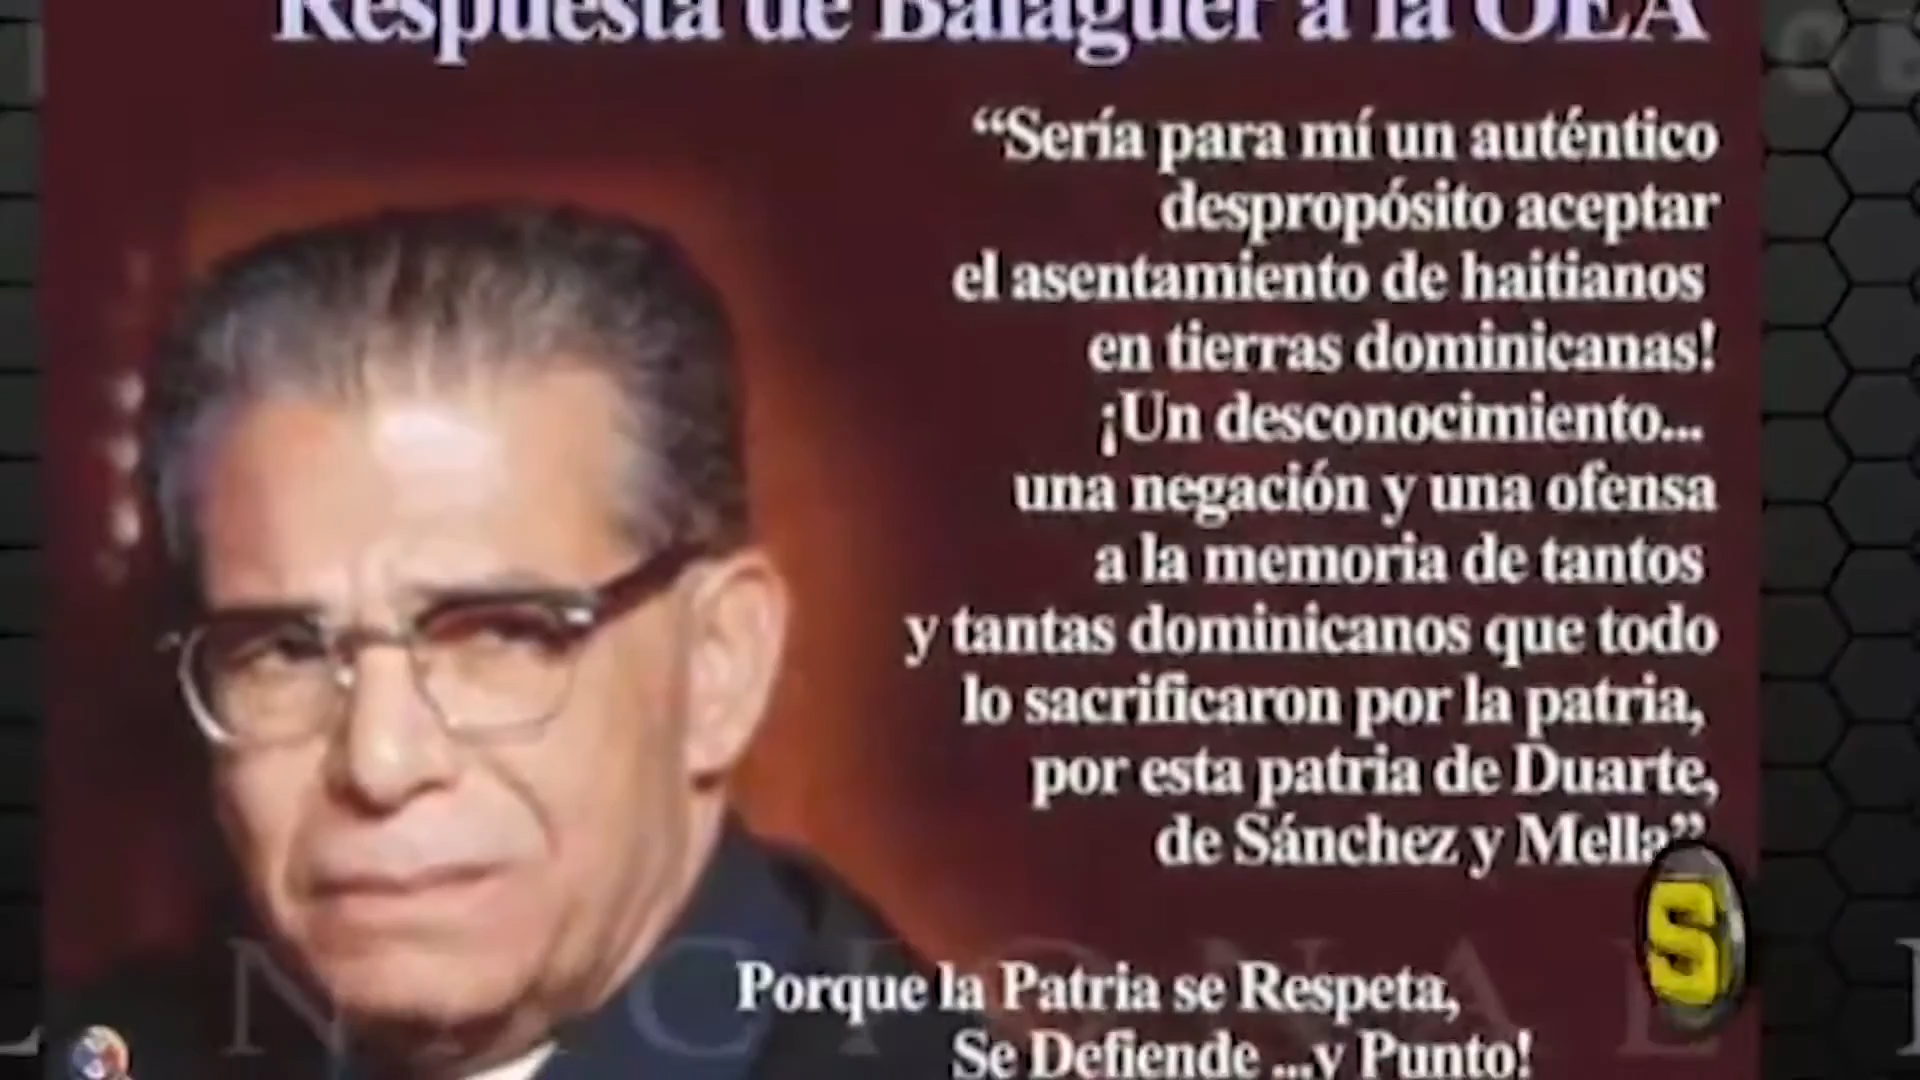 Respuesta de Balaguer a la OEA
“Sería para mí un auténtico
despropósito aceptar
el asentamiento de haitianos
en tierras dominicanas!
¡Un desconocimiento...
una negación y una ofensa
a la memoria de tantos
y tantas dominicanos que todo
lo sacrificaron por la patria,
por esta patria de Duarte,
de Sánchez y Mella”
S
NACIONAL
Porque la Patria se Respeta,
Se Defiende ...y Punto!